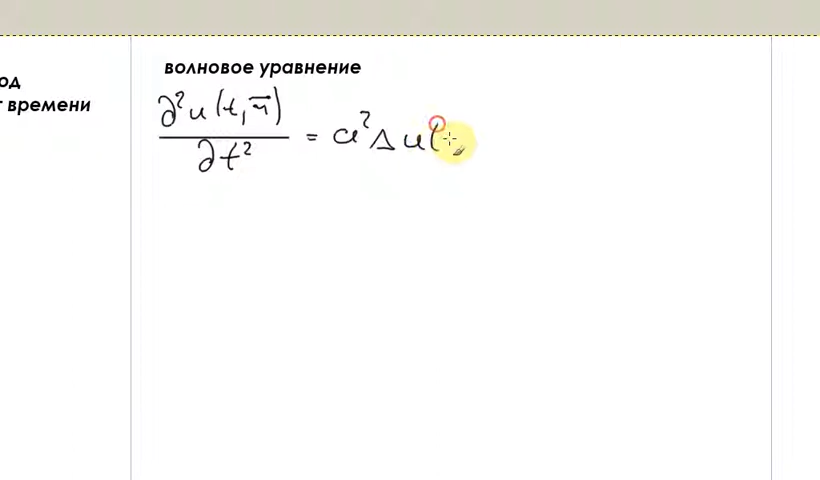 волновое уравнение
од
т времени
∂²u(t,r⃗)
∂t²
= a²Δu(